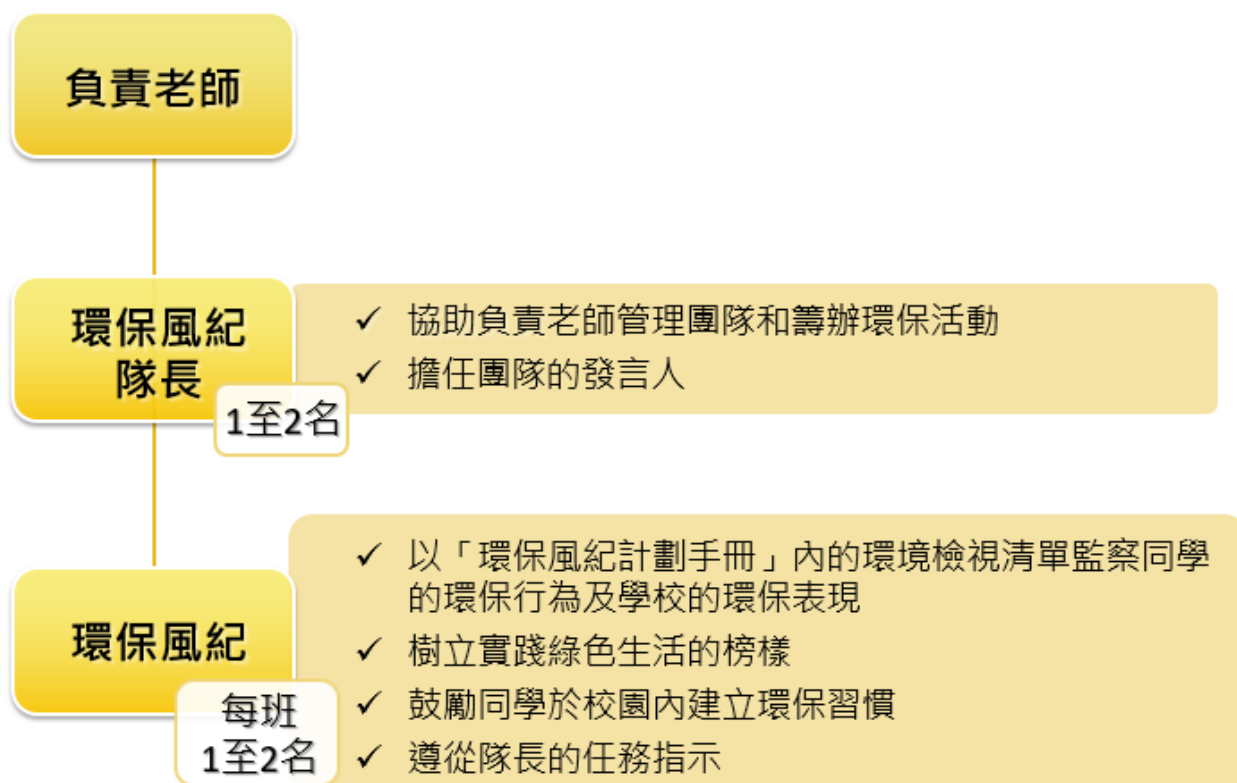 負責老師
環保風紀
隊長
1至2名
✓ 協助負責老師管理團隊和籌辦環保活動
✓ 擔任團隊的發言人
環保風紀
每班
1至2名
✓ 以「環保風紀計劃手冊」內的環境檢視清單監察同學
的環保行為及學校的環保表現
✓ 樹立實踐綠色生活的榜樣
✓ 鼓勵同學於校園內建立環保習慣
✓ 遵從隊長的任務指示